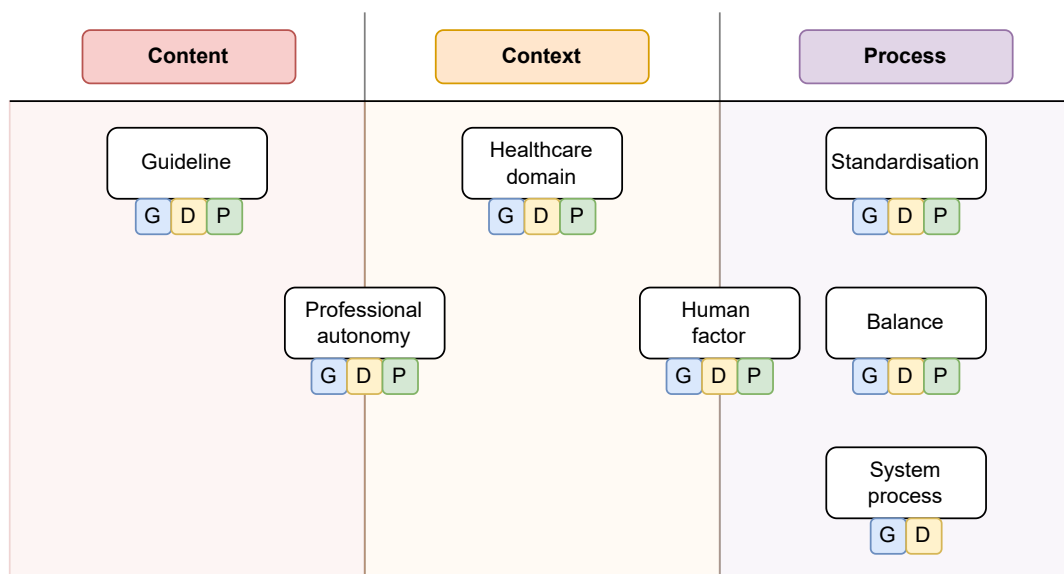 Content
Context
Process
Guideline
G D P
Healthcare
domain
G D P
Standardisation
G D P
Professional
autonomy
G D P
Human
factor
G D P
Balance
G D P
System
process
G D